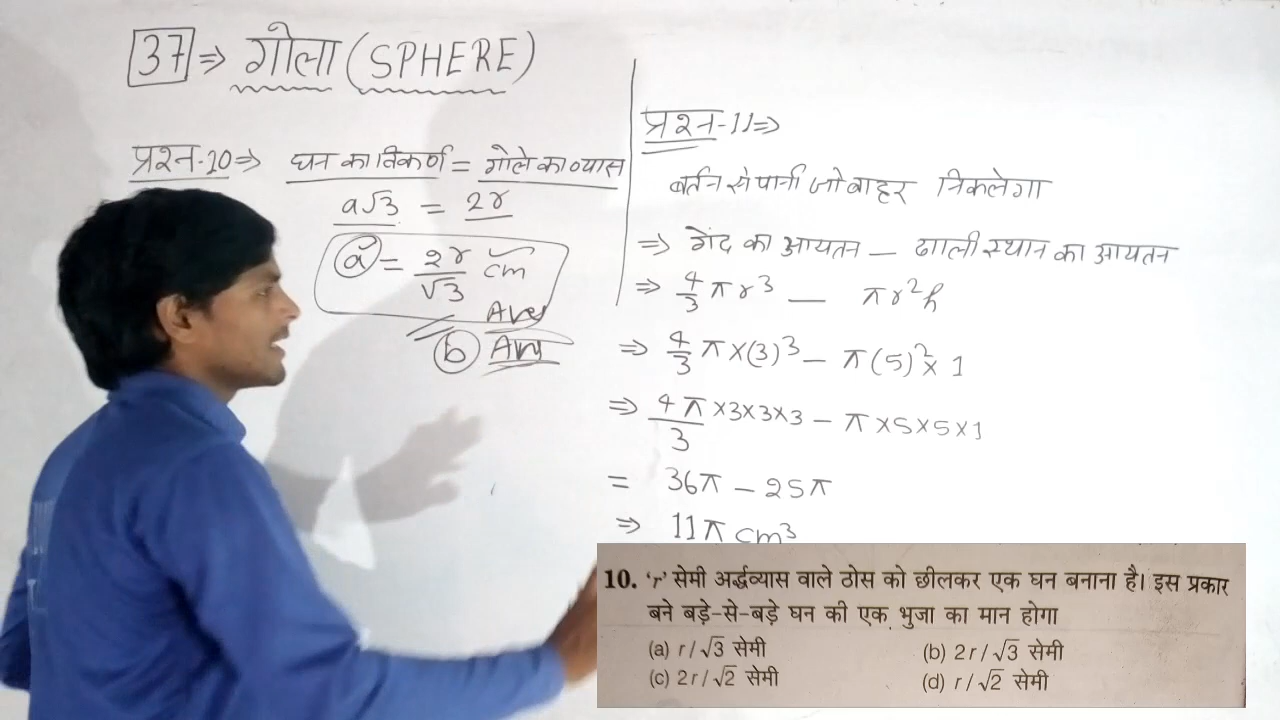 37 ⇒ गोला (SPHERE)
प्रश्न-10 ⇒ घन का विकर्ण = गोले का व्यास
a√3 = 2r
a = 2r/√3 cm
Ans
(b) Ans
प्रश्न-11 ⇒
बर्तन से पानी जो बाहर निकलेगा
⇒ गेंद का आयतन — खाली स्थान का आयतन
⇒ 4/3 π r³ — π r² h
⇒ 4/3 π × (3)³ — π (5)² × 1
⇒ 4π/3 × 3 × 3 × 3 — π × 5 × 5 × 1
= 36π — 25π
⇒ 11π cm³
10. 'r' सेमी अर्द्धव्यास वाले ठोस को छीलकर एक घन बनाना है। इस प्रकार
बने बड़े-से-बड़े घन की एक भुजा का मान होगा
(a) r/√3 सेमी (b) 2r/√3 सेमी
(c) 2r/√2 सेमी (d) r/√2 सेमी